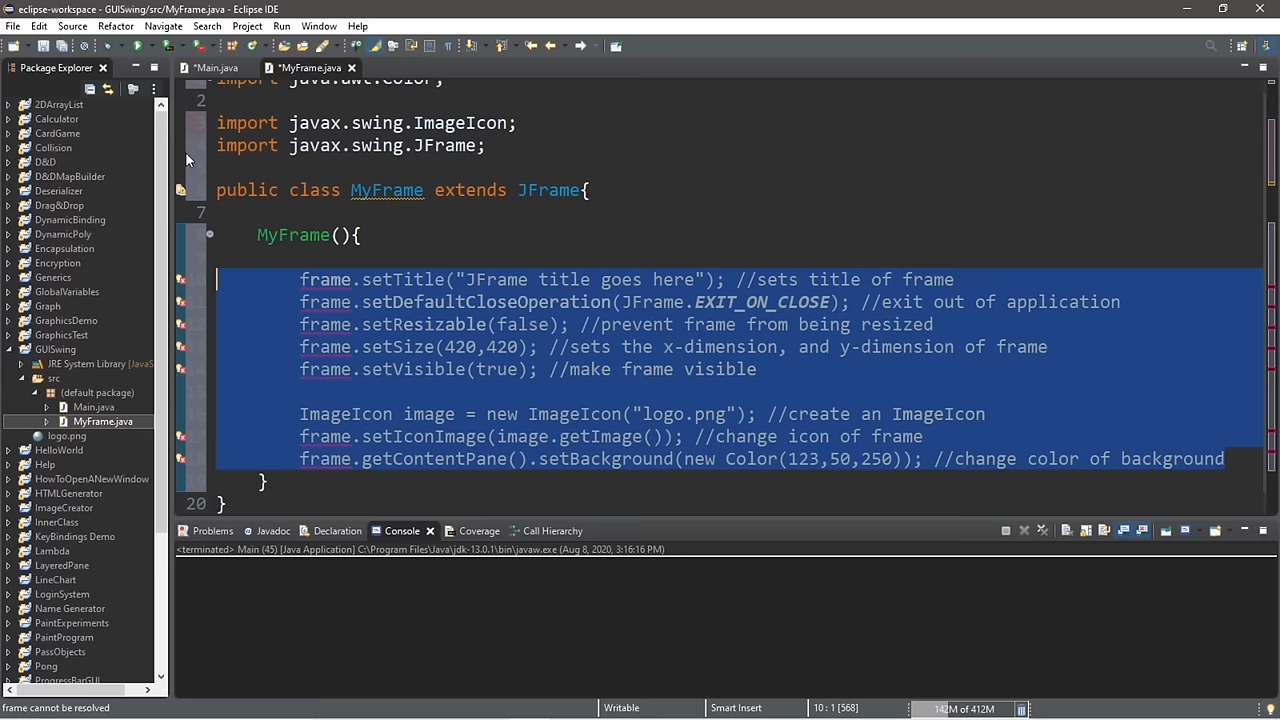 eclipse-workspace - GUISwing/src/MyFrame.java - Eclipse IDE
File Edit Source Refactor Navigate Search Project Run Window Help
Package Explorer
*Main.java *MyFrame.java
2DArrayList
Calculator
CardGame
Collision
D&D
D&DMapBuilder
Deserializer
Drag&Drop
DynamicBinding
DynamicPoly
Encapsulation
Encryption
Generics
GlobalVariables
Graph
GraphicsDemo
GraphicsTest
GUISwing
JRE System Library [JavaS
src
(default package)
Main.java
MyFrame.java
logo.png
HelloWorld
Help
HowToOpenANewWindow
HTMLGenerator
ImageCreator
InnerClass
KeyBindings Demo
Lambda
LayeredPane
LineChart
LoginSystem
Name Generator
PaintExperiments
PaintProgram
PassObjects
Pong
ProgressBarGUI
import java.awt.Color;
2
import javax.swing.ImageIcon;
import javax.swing.JFrame;
public class MyFrame extends JFrame{
7
MyFrame(){
10 frame.setTitle("JFrame title goes here"); //sets title of frame
frame.setDefaultCloseOperation(JFrame.EXIT_ON_CLOSE); //exit out of application
frame.setResizable(false); //prevent frame from being resized
frame.setSize(420,420); //sets the x-dimension, and y-dimension of frame
frame.setVisible(true); //make frame visible
ImageIcon image = new ImageIcon("logo.png"); //create an ImageIcon
frame.setIconImage(image.getImage()); //change icon of frame
frame.getContentPane().setBackground(new Color(123,50,250)); //change color of background
}
20 }
Problems Javadoc Declaration Console Coverage Call Hierarchy
<terminated> Main (45) [Java Application] C:\Program Files\Java\jdk-13.0.1\bin\javaw.exe (Aug 8, 2020, 3:16:16 PM)
frame cannot be resolved Writable Smart Insert 10 : 1 [568] 142M of 412M